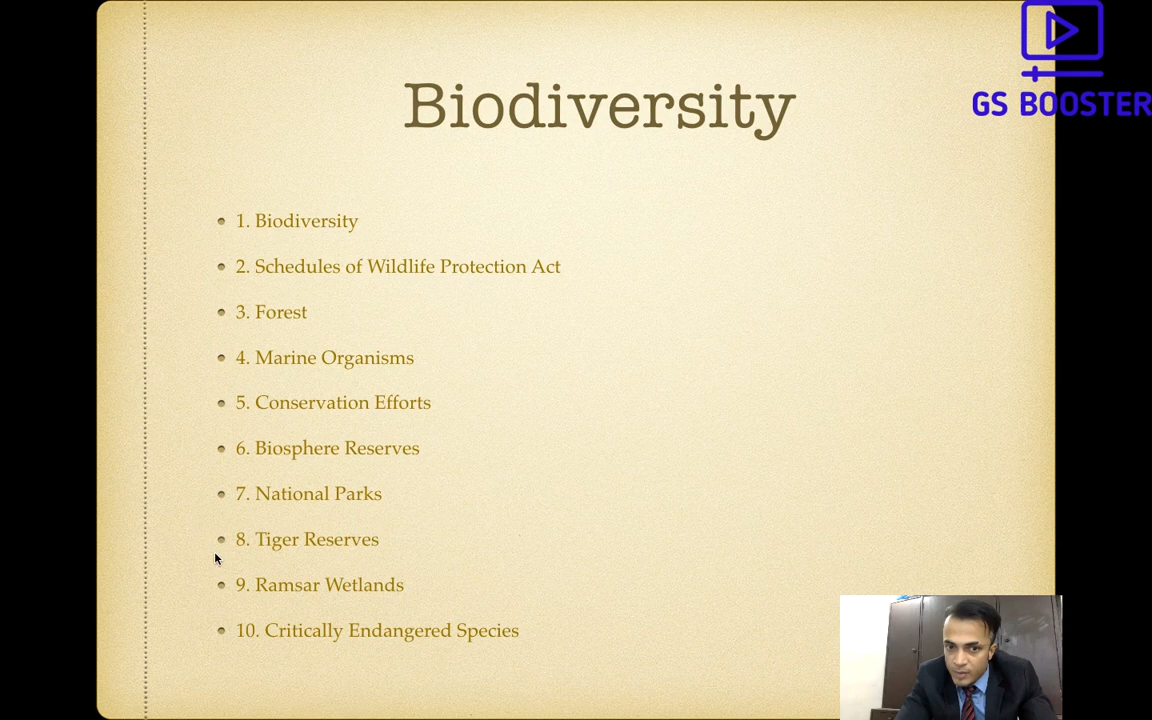 GS BOOSTER
Biodiversity
1. Biodiversity
2. Schedules of Wildlife Protection Act
3. Forest
4. Marine Organisms
5. Conservation Efforts
6. Biosphere Reserves
7. National Parks
8. Tiger Reserves
9. Ramsar Wetlands
10. Critically Endangered Species